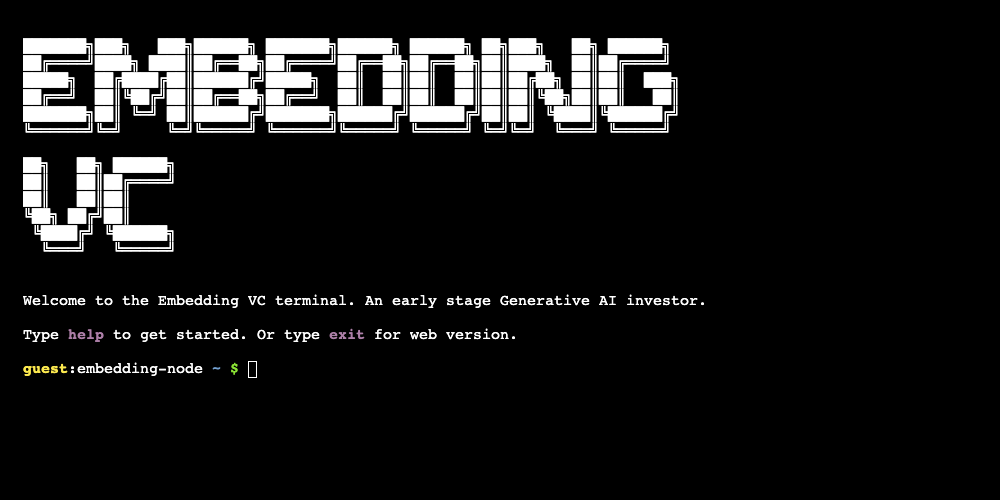 EMBEDDING
VC
Welcome to the Embedding VC terminal. An early stage Generative AI investor.
Type help to get started. Or type exit for web version.
guest:embedding-node ~ $